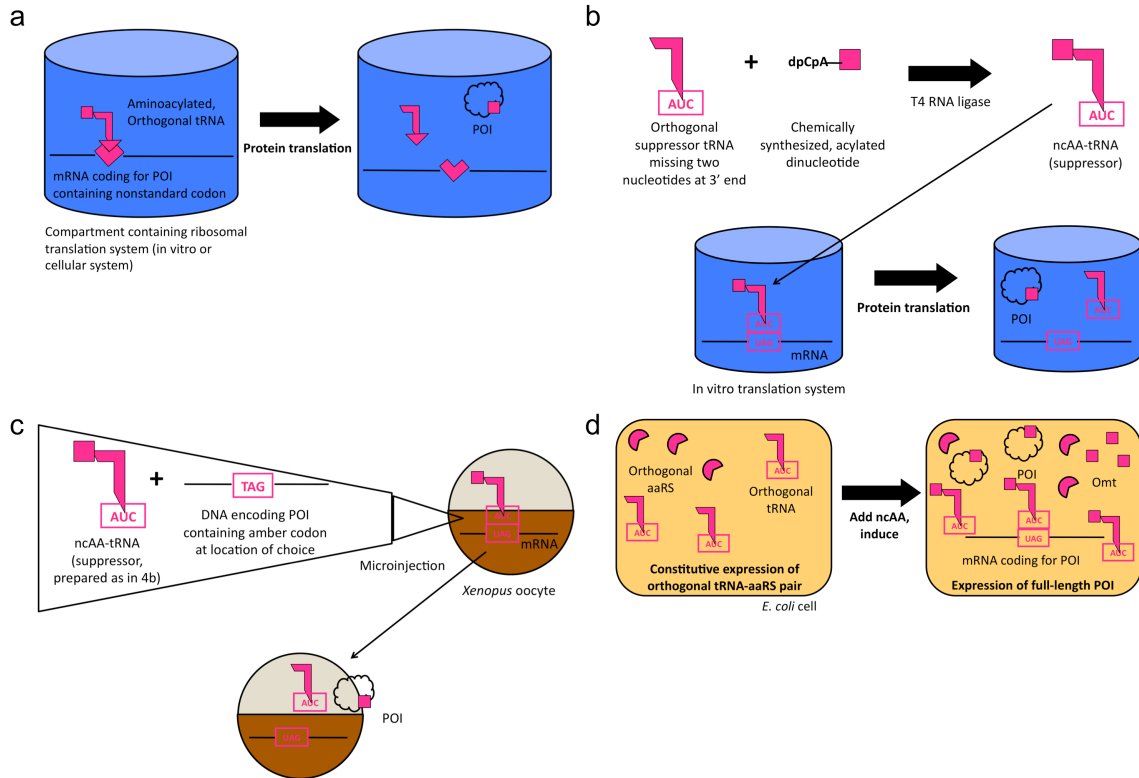 a
Aminoacylated,
Orthogonal tRNA
mRNA coding for POI
containing nonstandard codon
Compartment containing ribosomal
translation system (in vitro or
cellular system)
Protein translation
POI
b
AUC
Orthogonal
suppressor tRNA
missing two
nucleotides at 3' end
+
dpCpA
Chemically
synthesized, acylated
dinucleotide
T4 RNA ligase
AUC
ncAA-tRNA
(suppressor)
AUC
UAG
mRNA
In vitro translation system
Protein translation
POI
AUC
UAG
c
AUC
ncAA-tRNA
(suppressor,
prepared as in 4b)
+
TAG
DNA encoding POI
containing amber codon
at location of choice
Microinjection
AUC
UAG
mRNA
Xenopus oocyte
AUC
UAG
POI
d
Orthogonal
aaRS
AUC
AUC
AUC
Orthogonal
tRNA
Constitutive expression of
orthogonal tRNA-aaRS pair
E. coli cell
Add ncAA,
induce
POI
Omt
AUC
AUC
UAG
AUC
mRNA coding for POI
Expression of full-length POI